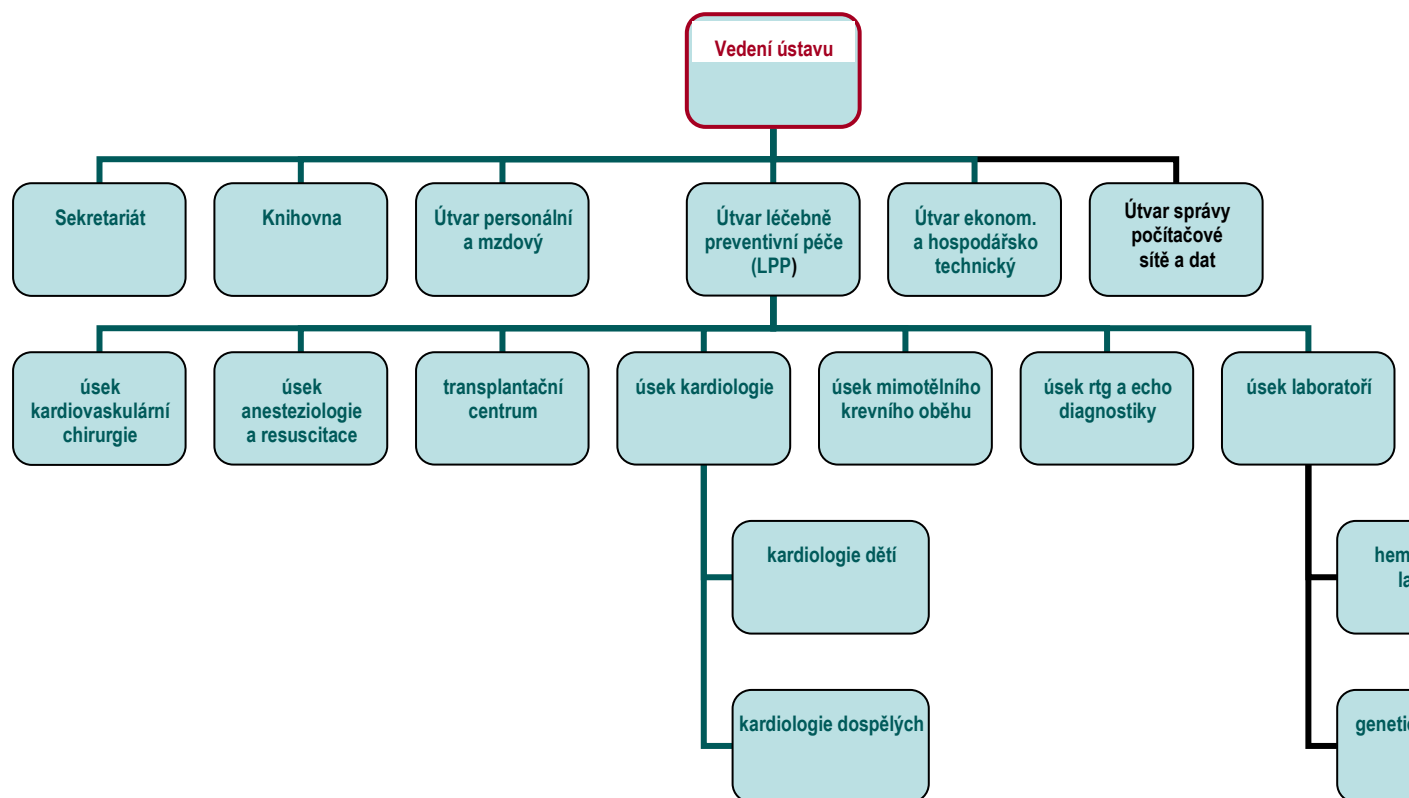 Vedení ústavu
Sekretariát
Knihovna
Útvar personální
a mzdový
Útvar léčebně
preventivní péče
(LPP)
Útvar ekonom.
a hospodářsko
technický
Útvar správy
počítačové
sítě a dat
úsek
kardiovaskulární
chirurgie
úsek
anesteziologie
a resuscitace
transplantační
centrum
úsek kardiologie
úsek mimotělního
krevního oběhu
úsek rtg a echo
diagnostiky
úsek laboratoří
kardiologie dětí
kardiologie dospělých